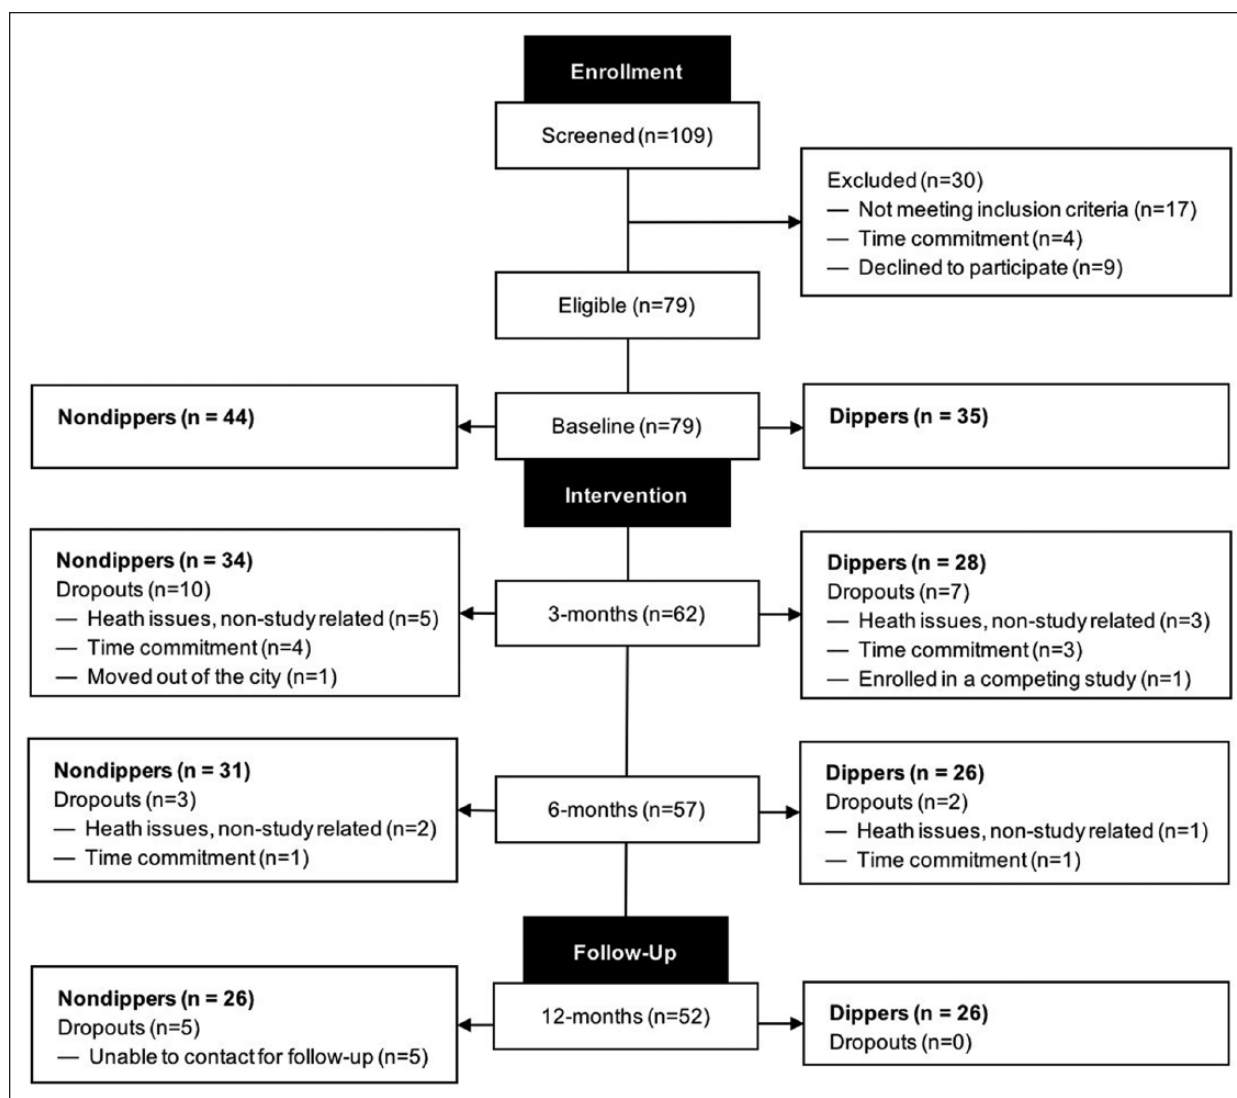 Enrollment
Screened (n=109)
Excluded (n=30)
— Not meeting inclusion criteria (n=17)
— Time commitment (n=4)
— Declined to participate (n=9)
Eligible (n=79)
Nondippers (n = 44)
Baseline (n=79)
Dippers (n = 35)
Intervention
Nondippers (n = 34)
Dropouts (n=10)
— Heath issues, non-study related (n=5)
— Time commitment (n=4)
— Moved out of the city (n=1)
3-months (n=62)
Dippers (n = 28)
Dropouts (n=7)
— Heath issues, non-study related (n=3)
— Time commitment (n=3)
— Enrolled in a competing study (n=1)
Nondippers (n = 31)
Dropouts (n=3)
— Heath issues, non-study related (n=2)
— Time commitment (n=1)
6-months (n=57)
Dippers (n = 26)
Dropouts (n=2)
— Heath issues, non-study related (n=1)
— Time commitment (n=1)
Follow-Up
Nondippers (n = 26)
Dropouts (n=5)
— Unable to contact for follow-up (n=5)
12-months (n=52)
Dippers (n = 26)
Dropouts (n=0)